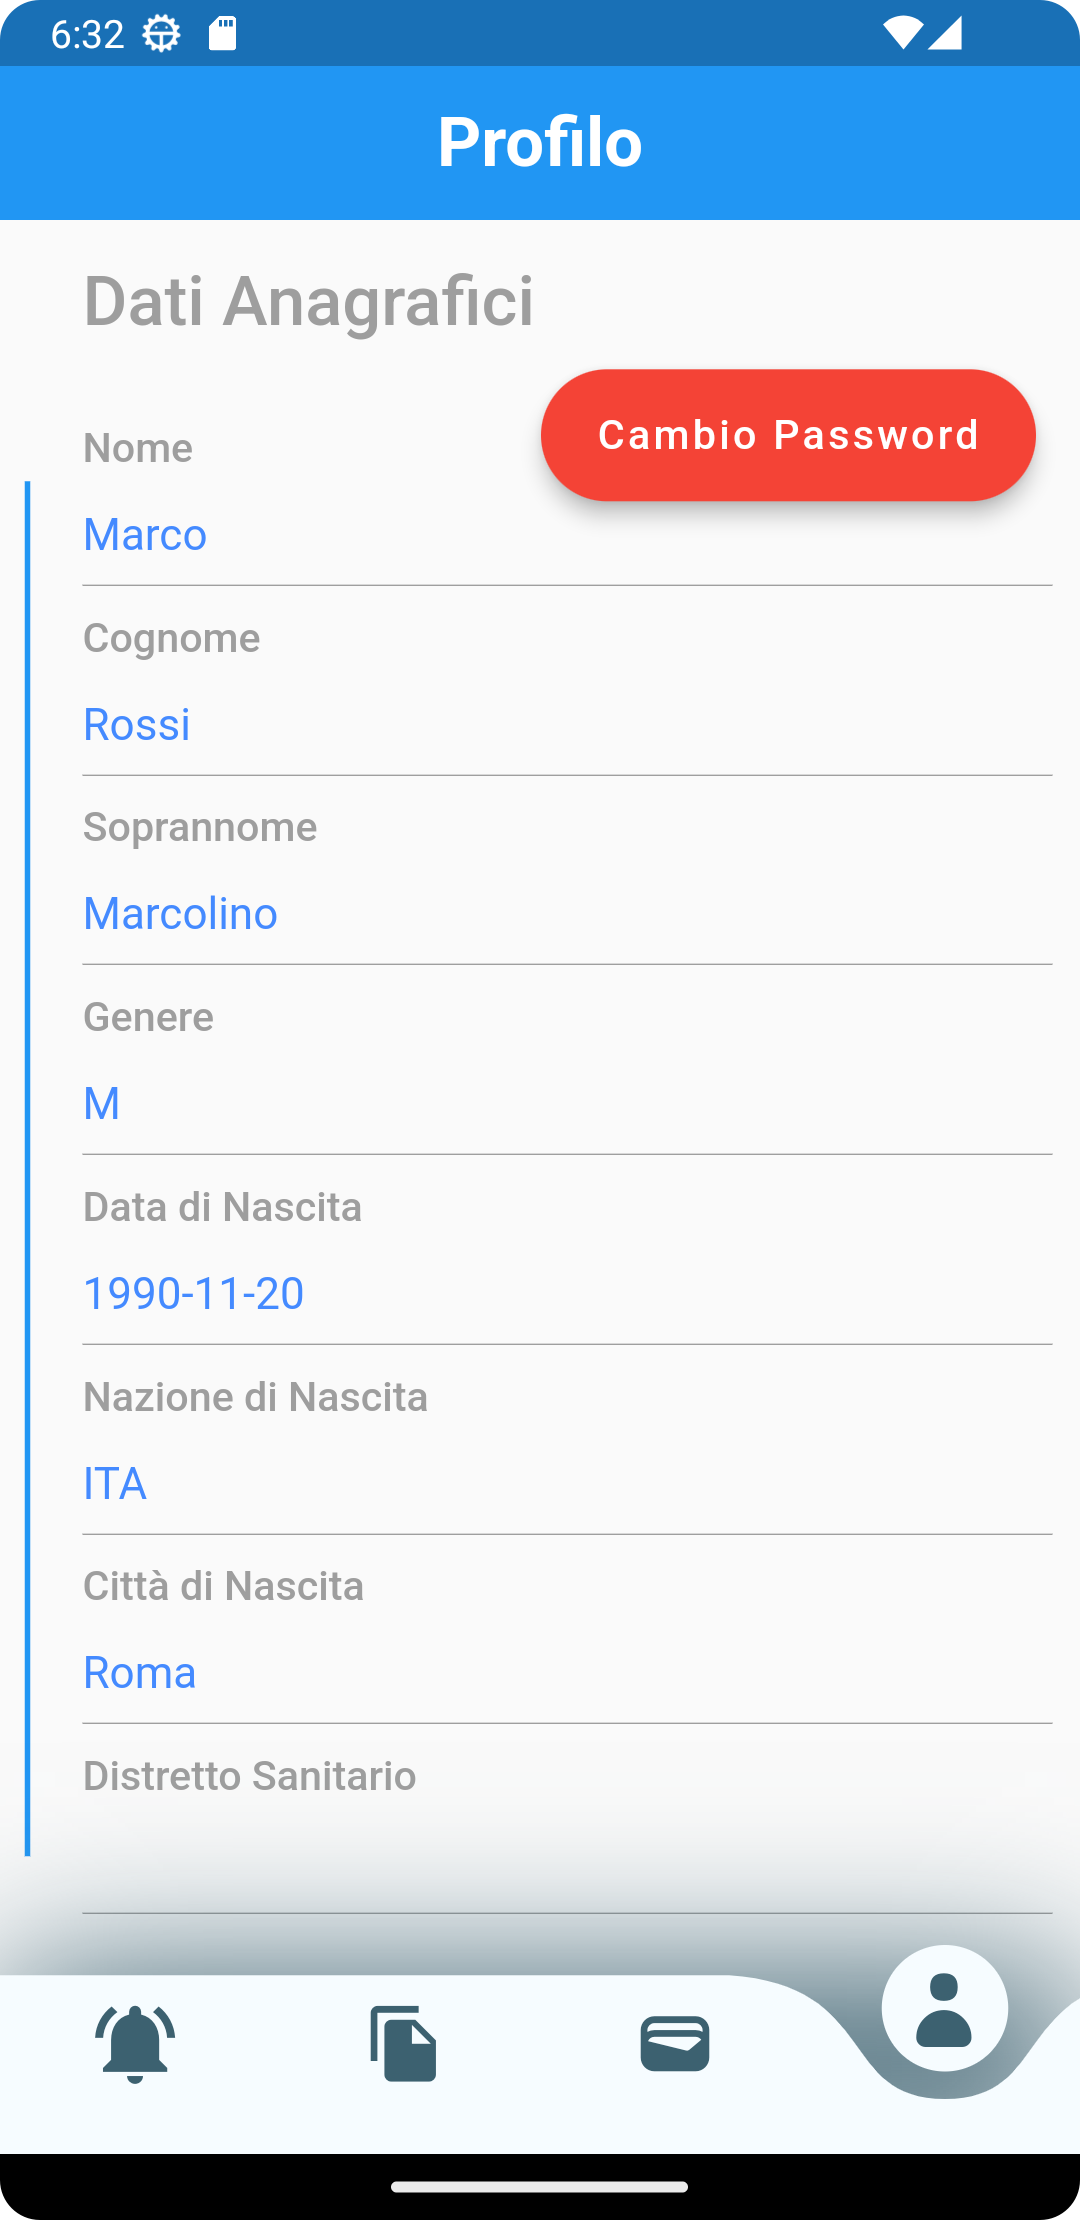 6:32
Profilo
Dati Anagrafici
Cambio Password
Nome
Marco
Cognome
Rossi
Soprannome
Marcolino
Genere
M
Data di Nascita
1990-11-20
Nazione di Nascita
ITA
Città di Nascita
Roma
Distretto Sanitario